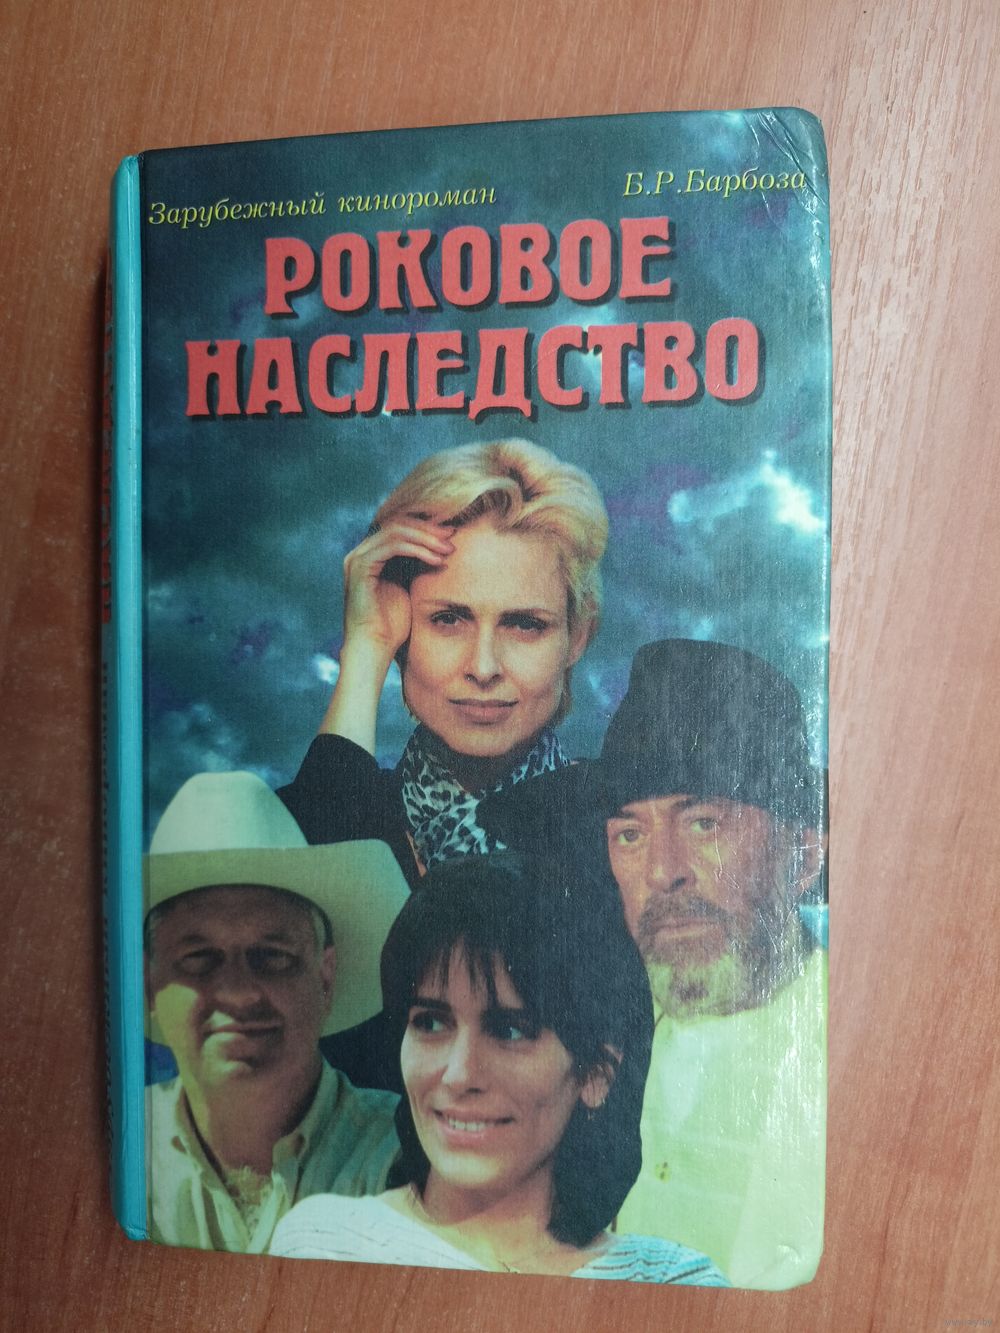 Зарубежный кинороман
Б.Р.Барбоза
РОКОВОЕ
НАСЛЕДСТВО